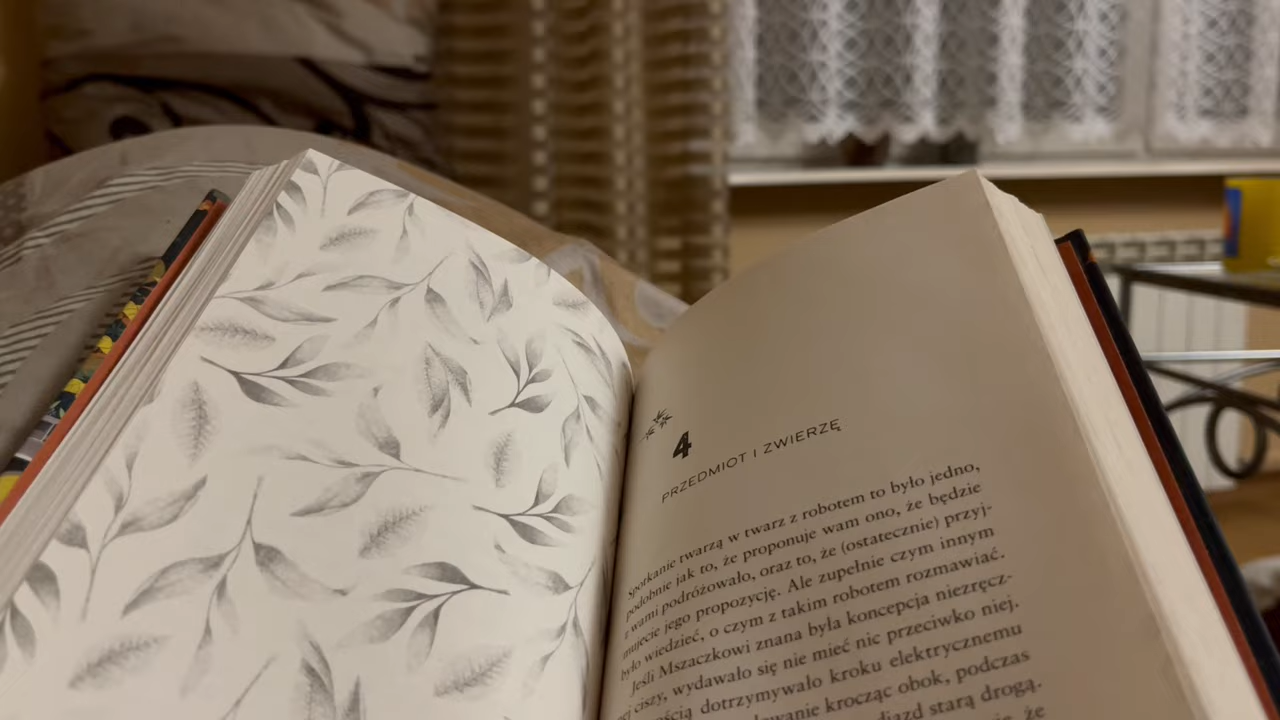 4
PRZEDMIOT I ZWIERZĘ
Spotkanie twarzą w twarz z robotem to było jedno,
podobnie jak to, że proponuje wam ono, że będzie
z wami podróżowało, oraz to, że (ostatecznie) przyj-
mujecie jego propozycję. Ale zupełnie czym innym
było wiedzieć, o czym z takim robotem rozmawiać.
Jeśli Mszaczkowi znana była koncepcja niezręcz-
nej ciszy, wydawało się nie mieć nic przeciwko niej.
dotrzymywało kroku elektrycznemu
krocząc obok, podczas
starą drogą.
że